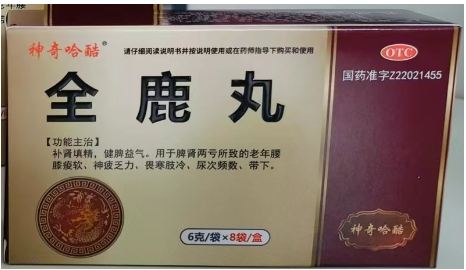 神奇哈酷®
请仔细阅读说明书并按说明使用或在药师指导下购买和使用
OTC
国药准字Z22021455
全鹿丸
【功能主治】
补肾填精，健脾益气。用于脾肾两亏所致的老年腰
膝痠软、神疲乏力、畏寒肢冷、尿次频数、带下。
6克/袋×8袋/盒
神奇哈酷